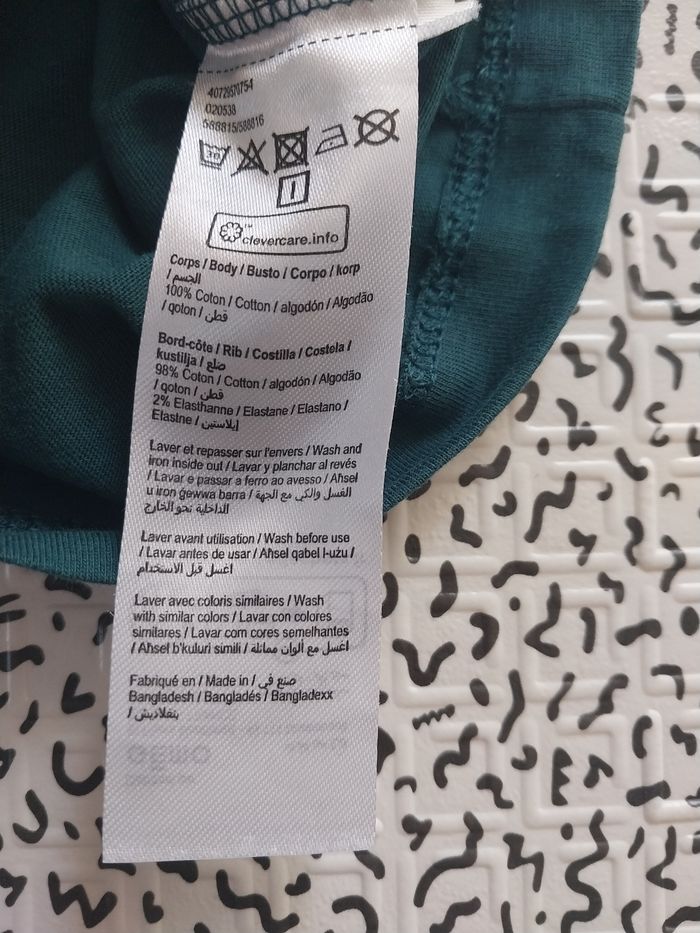 40729570754
020538
588815/588816
30
clevercare.info
Corps / Body / Busto / Corpo / korp
/ الجسم
100% Coton / Cotton / algodón / Algodão
/ qoton / قطن
Bord-côte / Rib / Costilla / Costela /
kustilja / ضلع
98% Coton / Cotton / algodón / Algodão
/ qoton / قطن
2% Elasthanne / Elastane / Elastano /
Elastne / إيلاستين
Laver et repasser sur l'envers / Wash and
iron inside out / Lavar y planchar al revés
/ Lavar e passar a ferro ao avesso / Aħsel
u iron ġewwa barra / الغسل والكي مع الجهة
الداخلية نحو الخارج
Laver avant utilisation / Wash before use
/ Lavar antes de usar / Aħsel qabel l-użu /
اغسل قبل الاستخدام
Laver avec coloris similaires / Wash
with similar colors / Lavar con colores
similares / Lavar com cores semelhantes
/ Aħsel b'kuluri simili / اغسل مع ألوان مماثلة
Fabriqué en / Made in / صنع في
Bangladesh / Bangladés / Bangladexx
/ بنغلاديش